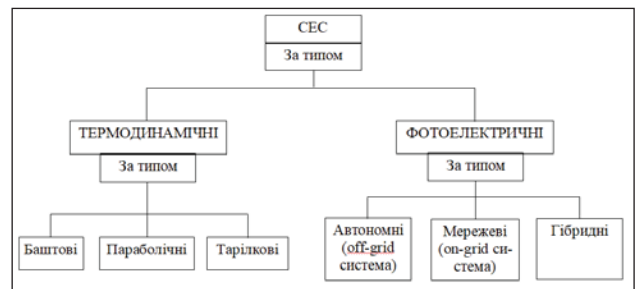 СЕС
За типом
ТЕРМОДИНАМІЧНІ
За типом
ФОТОЕЛЕКТРИЧНІ
За типом
Баштові
Параболічні
Тарілкові
Автономні
(off-grid
система)
Мережеві
(on-grid си-
стема)
Гібридні